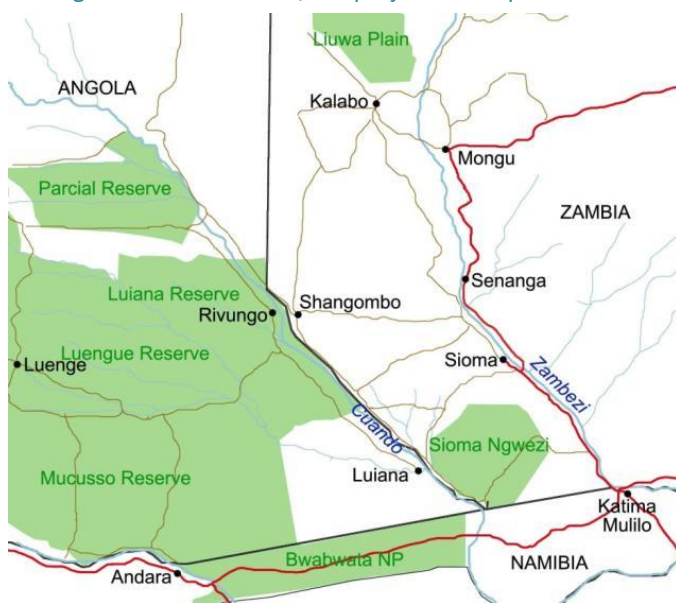 Liuwa Plain
ANGOLA
Kalabo
Mongu
Parcial Reserve
ZAMBIA
Senanga
Luiana Reserve
Shangombo
Rivungo
Luengue Reserve
Luenge
Sioma
Zambezi
Cuando
Sioma Ngwezi
Mucusso Reserve
Luiana
Katima
Mulilo
Bwabwata NP
NAMIBIA
Andara